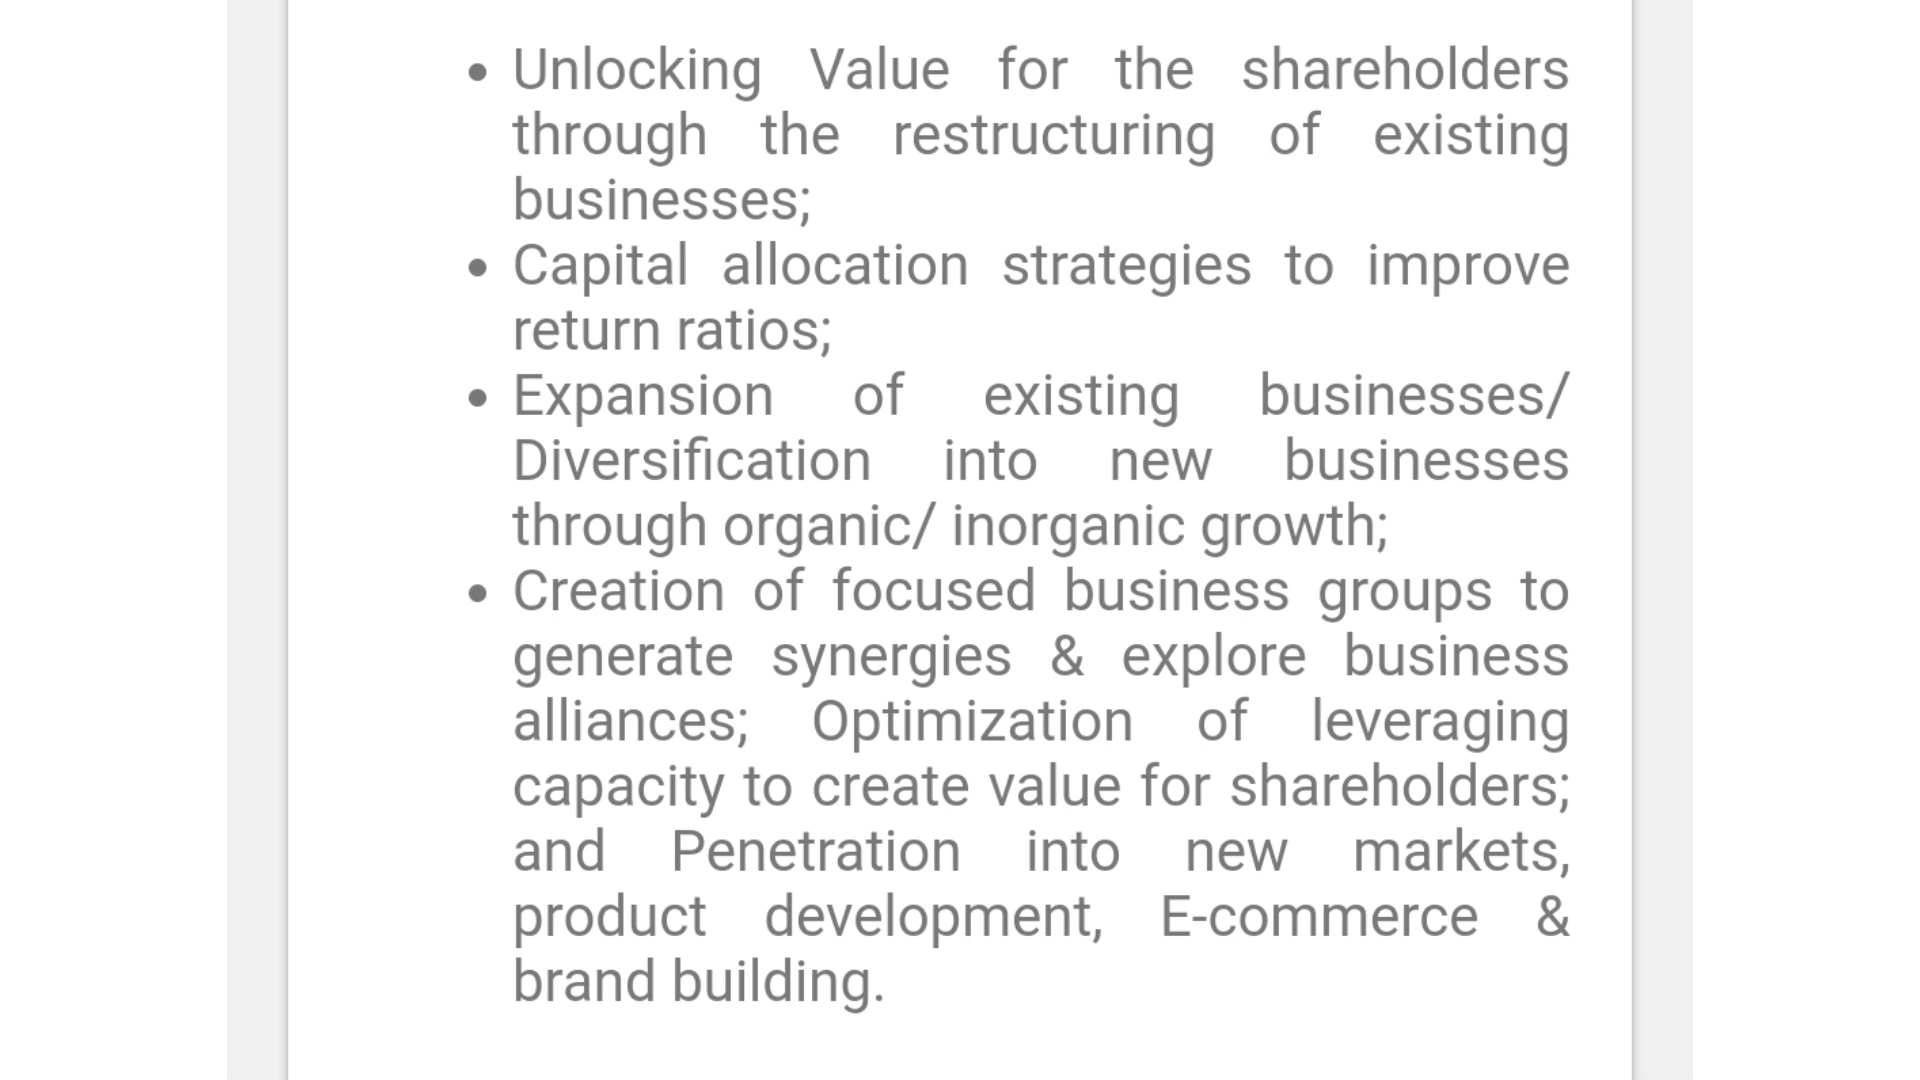 • Unlocking Value for the shareholders
through the restructuring of existing
businesses;
• Capital allocation strategies to improve
return ratios;
• Expansion of existing businesses/
Diversification into new businesses
through organic/ inorganic growth;
• Creation of focused business groups to
generate synergies & explore business
alliances; Optimization of leveraging
capacity to create value for shareholders;
and Penetration into new markets,
product development, E-commerce &
brand building.